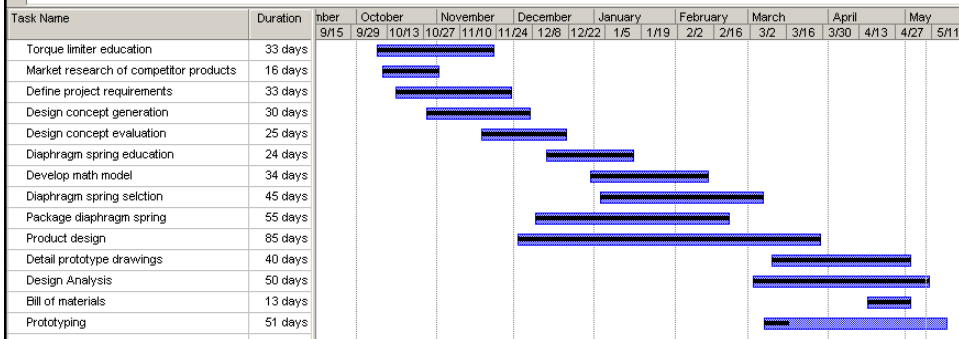 Task Name Duration mber October November December January February March April May
9/15 9/29 10/13 10/27 11/10 11/24 12/8 12/22 1/5 1/19 2/2 2/16 3/2 3/16 3/30 4/13 4/27 5/11
Torque limiter education 33 days
Market research of competitor products 16 days
Define project requirements 33 days
Design concept generation 30 days
Design concept evaluation 25 days
Diaphragm spring education 24 days
Develop math model 34 days
Diaphragm spring selction 45 days
Package diaphragm spring 55 days
Product design 85 days
Detail prototype drawings 40 days
Design Analysis 50 days
Bill of materials 13 days
Prototyping 51 days